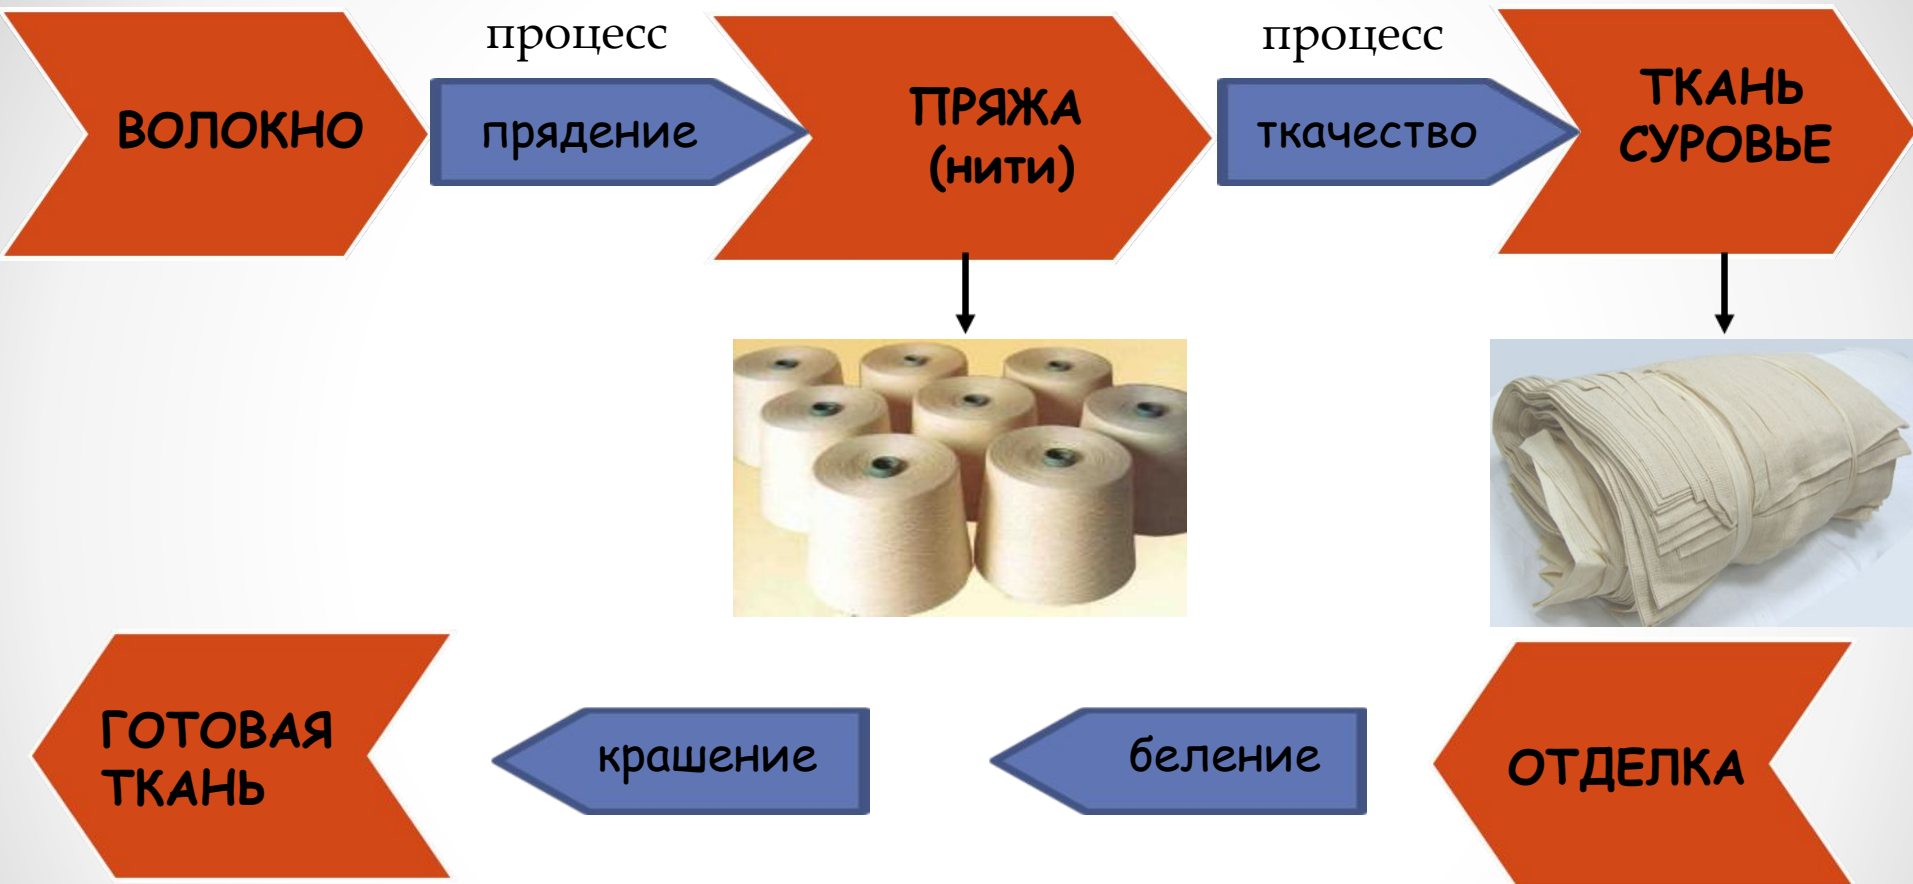 процесс
процесс
ВОЛОКНО
прядение
ПРЯЖА
(нити)
ткачество
ТКАНЬ
СУРОВЬЕ
ГОТОВАЯ
ТКАНЬ
крашение
беление
ОТДЕЛКА